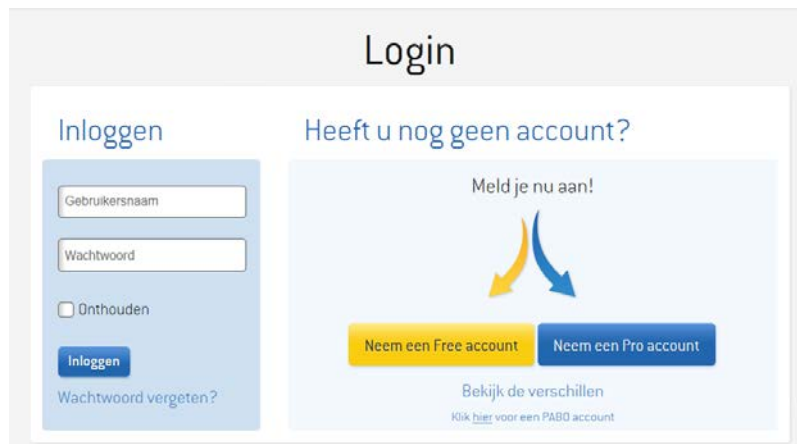 Login
Inloggen
Gebruikersnaam
Wachtwoord
Onthouden
Inloggen
Wachtwoord vergeten?
Heeft u nog geen account?
Meld je nu aan!
Neem een Free account
Neem een Pro account
Bekijk de verschillen
Klik hier voor een PABO account